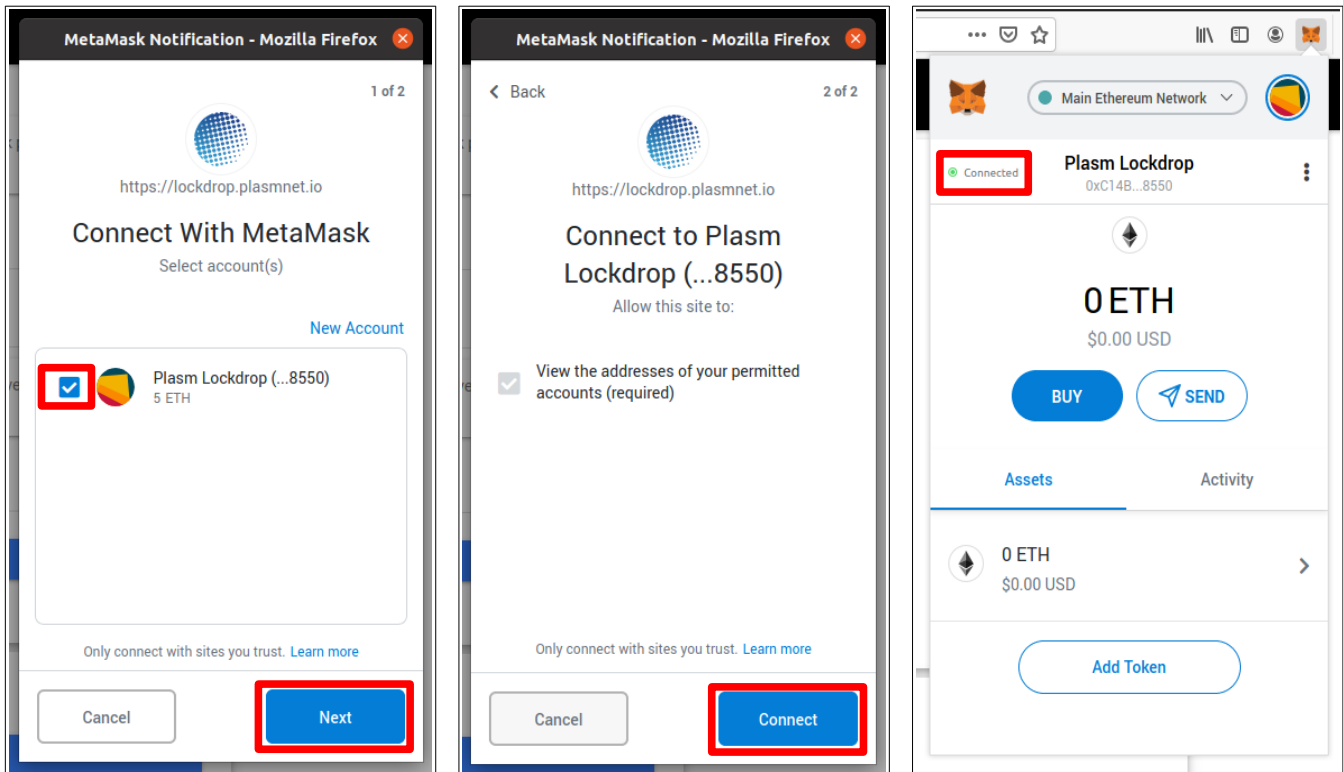 MetaMask Notification - Mozilla Firefox
1 of 2
https://lockdrop.plasmnet.io
Connect With MetaMask
Select account(s)
New Account
Plasm Lockdrop (...8550)
5 ETH
Only connect with sites you trust. Learn more
Cancel
Next
MetaMask Notification - Mozilla Firefox
Back
2 of 2
https://lockdrop.plasmnet.io
Connect to Plasm
Lockdrop (...8550)
Allow this site to:
View the addresses of your permitted
accounts (required)
Only connect with sites you trust. Learn more
Cancel
Connect
Main Ethereum Network
Connected
Plasm Lockdrop
0xC14B...8550
0 ETH
$0.00 USD
BUY
SEND
Assets
Activity
0 ETH
$0.00 USD
Add Token